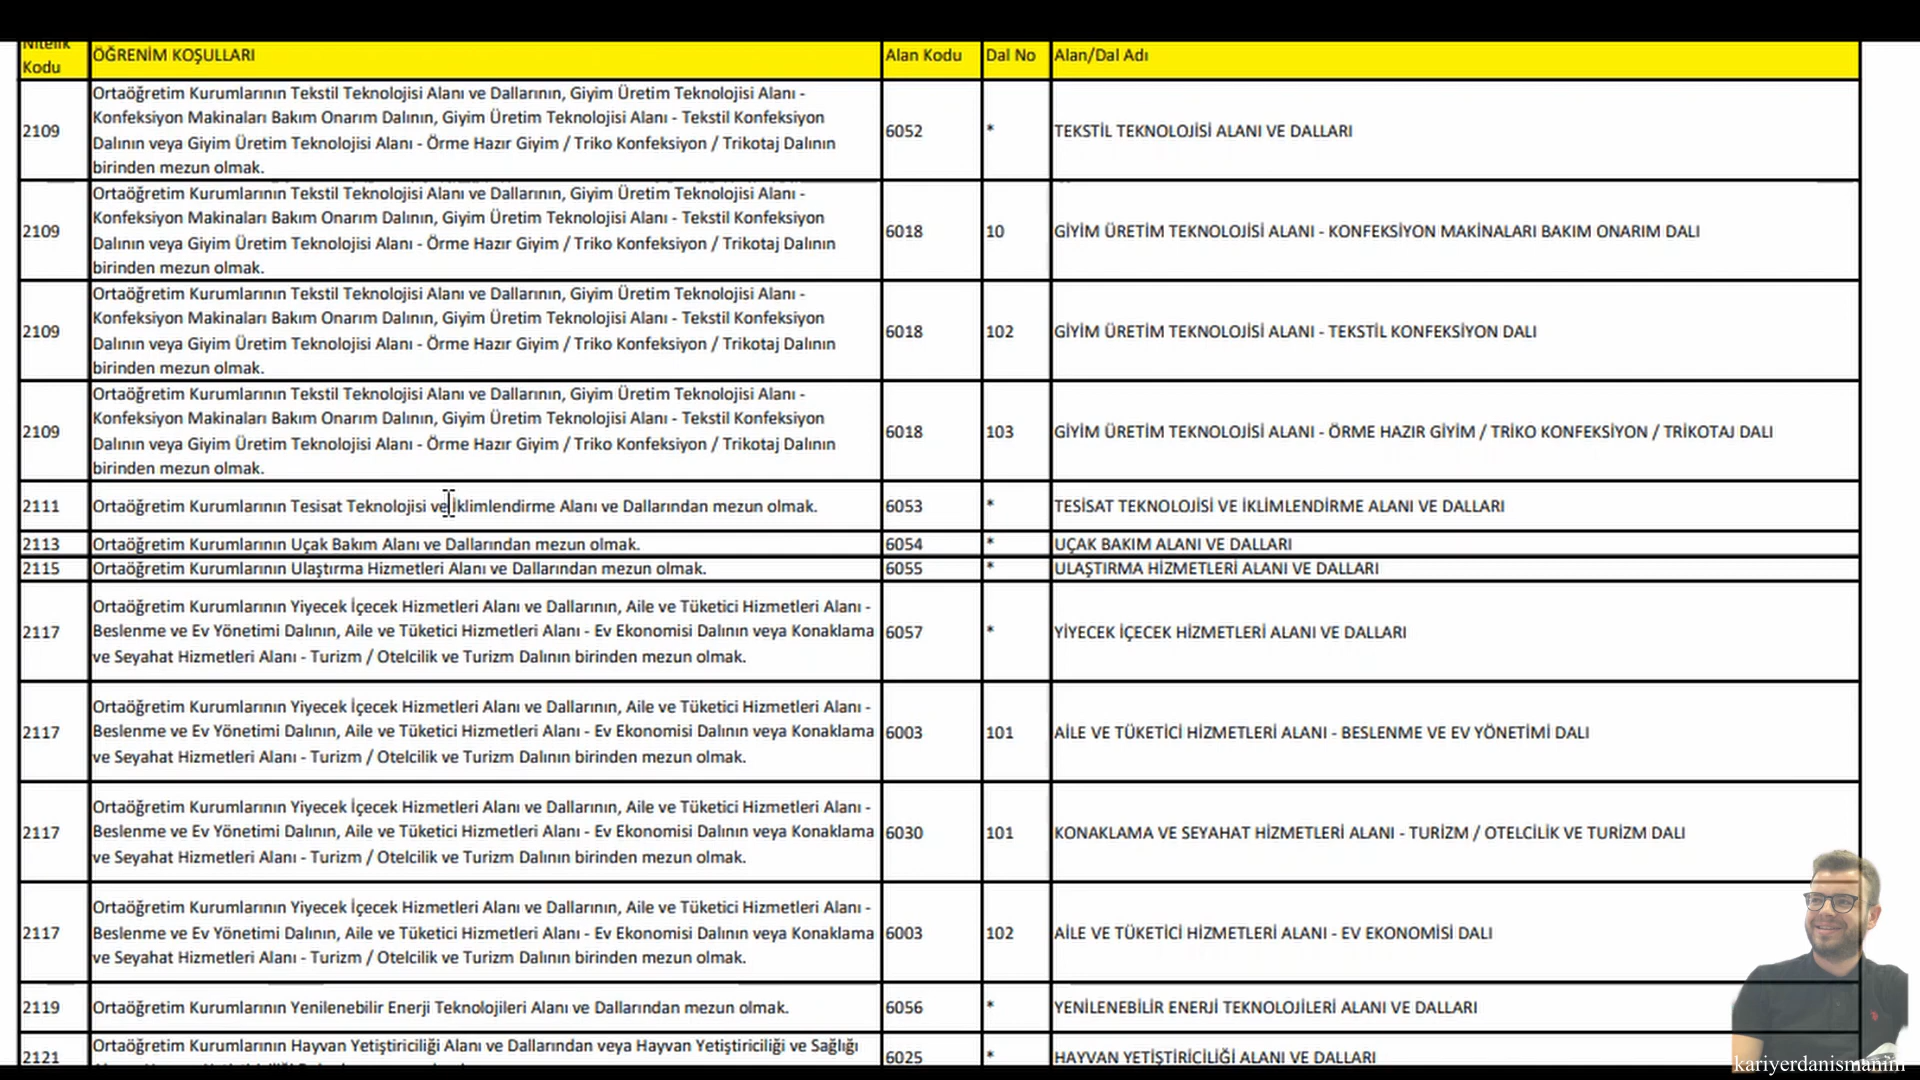 Nitelik
Kodu
ÖĞRENİM KOŞULLARI
Alan Kodu
Dal No
Alan/Dal Adı
2109
Ortaöğretim Kurumlarının Tekstil Teknolojisi Alanı ve Dallarının, Giyim Üretim Teknolojisi Alanı -
Konfeksiyon Makinaları Bakım Onarım Dalının, Giyim Üretim Teknolojisi Alanı - Tekstil Konfeksiyon
Dalının veya Giyim Üretim Teknolojisi Alanı - Örme Hazır Giyim / Triko Konfeksiyon / Trikotaj Dalının
birinden mezun olmak.
6052
*
TEKSTİL TEKNOLOJİSİ ALANI VE DALLARI
2109
Ortaöğretim Kurumlarının Tekstil Teknolojisi Alanı ve Dallarının, Giyim Üretim Teknolojisi Alanı -
Konfeksiyon Makinaları Bakım Onarım Dalının, Giyim Üretim Teknolojisi Alanı - Tekstil Konfeksiyon
Dalının veya Giyim Üretim Teknolojisi Alanı - Örme Hazır Giyim / Triko Konfeksiyon / Trikotaj Dalının
birinden mezun olmak.
6018
10
GİYİM ÜRETİM TEKNOLOJİSİ ALANI - KONFEKSİYON MAKİNALARI BAKIM ONARIM DALI
2109
Ortaöğretim Kurumlarının Tekstil Teknolojisi Alanı ve Dallarının, Giyim Üretim Teknolojisi Alanı -
Konfeksiyon Makinaları Bakım Onarım Dalının, Giyim Üretim Teknolojisi Alanı - Tekstil Konfeksiyon
Dalının veya Giyim Üretim Teknolojisi Alanı - Örme Hazır Giyim / Triko Konfeksiyon / Trikotaj Dalının
birinden mezun olmak.
6018
102
GİYİM ÜRETİM TEKNOLOJİSİ ALANI - TEKSTİL KONFEKSİYON DALI
2109
Ortaöğretim Kurumlarının Tekstil Teknolojisi Alanı ve Dallarının, Giyim Üretim Teknolojisi Alanı -
Konfeksiyon Makinaları Bakım Onarım Dalının, Giyim Üretim Teknolojisi Alanı - Tekstil Konfeksiyon
Dalının veya Giyim Üretim Teknolojisi Alanı - Örme Hazır Giyim / Triko Konfeksiyon / Trikotaj Dalının
birinden mezun olmak.
6018
103
GİYİM ÜRETİM TEKNOLOJİSİ ALANI - ÖRME HAZIR GİYİM / TRİKO KONFEKSİYON / TRİKOTAJ DALI
2111
Ortaöğretim Kurumlarının Tesisat Teknolojisi ve İklimlendirme Alanı ve Dallarından mezun olmak.
6053
*
TESİSAT TEKNOLOJİSİ VE İKLİMLENDİRME ALANI VE DALLARI
2113
Ortaöğretim Kurumlarının Uçak Bakım Alanı ve Dallarından mezun olmak.
6054
*
UÇAK BAKIM ALANI VE DALLARI
2115
Ortaöğretim Kurumlarının Ulaştırma Hizmetleri Alanı ve Dallarından mezun olmak.
6055
*
ULAŞTIRMA HİZMETLERİ ALANI VE DALLARI
2117
Ortaöğretim Kurumlarının Yiyecek İçecek Hizmetleri Alanı ve Dallarının, Aile ve Tüketici Hizmetleri Alanı -
Beslenme ve Ev Yönetimi Dalının, Aile ve Tüketici Hizmetleri Alanı - Ev Ekonomisi Dalının veya Konaklama
ve Seyahat Hizmetleri Alanı - Turizm / Otelcilik ve Turizm Dalının birinden mezun olmak.
6057
*
YİYECEK İÇECEK HİZMETLERİ ALANI VE DALLARI
2117
Ortaöğretim Kurumlarının Yiyecek İçecek Hizmetleri Alanı ve Dallarının, Aile ve Tüketici Hizmetleri Alanı -
Beslenme ve Ev Yönetimi Dalının, Aile ve Tüketici Hizmetleri Alanı - Ev Ekonomisi Dalının veya Konaklama
ve Seyahat Hizmetleri Alanı - Turizm / Otelcilik ve Turizm Dalının birinden mezun olmak.
6003
101
AİLE VE TÜKETİCİ HİZMETLERİ ALANI - BESLENME VE EV YÖNETİMİ DALI
2117
Ortaöğretim Kurumlarının Yiyecek İçecek Hizmetleri Alanı ve Dallarının, Aile ve Tüketici Hizmetleri Alanı -
Beslenme ve Ev Yönetimi Dalının, Aile ve Tüketici Hizmetleri Alanı - Ev Ekonomisi Dalının veya Konaklama
ve Seyahat Hizmetleri Alanı - Turizm / Otelcilik ve Turizm Dalının birinden mezun olmak.
6030
101
KONAKLAMA VE SEYAHAT HİZMETLERİ ALANI - TURİZM / OTELCİLİK VE TURİZM DALI
2117
Ortaöğretim Kurumlarının Yiyecek İçecek Hizmetleri Alanı ve Dallarının, Aile ve Tüketici Hizmetleri Alanı -
Beslenme ve Ev Yönetimi Dalının, Aile ve Tüketici Hizmetleri Alanı - Ev Ekonomisi Dalının veya Konaklama
ve Seyahat Hizmetleri Alanı - Turizm / Otelcilik ve Turizm Dalının birinden mezun olmak.
6003
102
AİLE VE TÜKETİCİ HİZMETLERİ ALANI - EV EKONOMİSİ DALI
2119
Ortaöğretim Kurumlarının Yenilenebilir Enerji Teknolojileri Alanı ve Dallarından mezun olmak.
6056
*
YENİLENEBİLİR ENERJİ TEKNOLOJİLERİ ALANI VE DALLARI
2121
Ortaöğretim Kurumlarının Hayvan Yetiştiriciliği Alanı ve Dallarından veya Hayvan Yetiştiriciliği ve Sağlığı
6025
*
HAYVAN YETİŞTİRİCİLİĞİ ALANI VE DALLARI
kariyerdanismanim